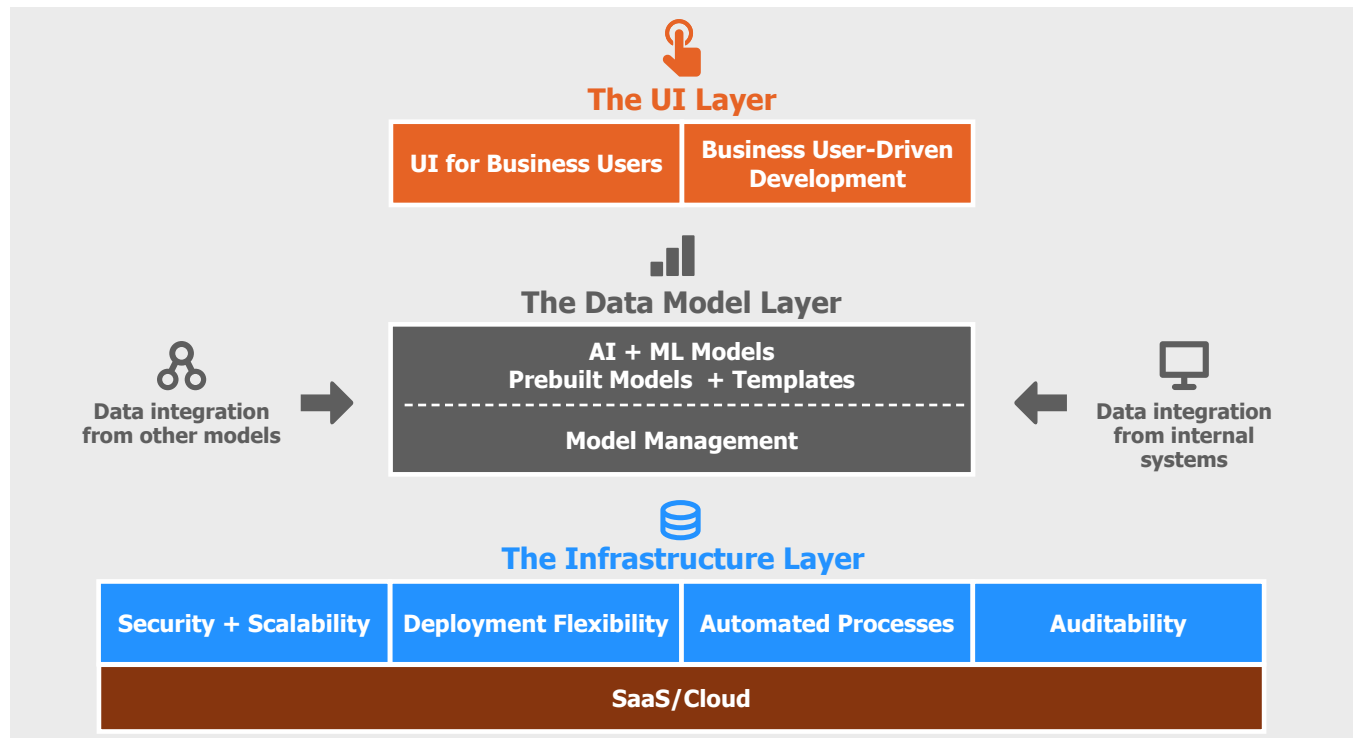 The UI Layer
UI for Business Users
Business User-Driven
Development
The Data Model Layer
AI + ML Models
Prebuilt Models + Templates
Model Management
Data integration
from other models
Data integration
from internal
systems
The Infrastructure Layer
Security + Scalability
Deployment Flexibility
Automated Processes
Auditability
SaaS/Cloud